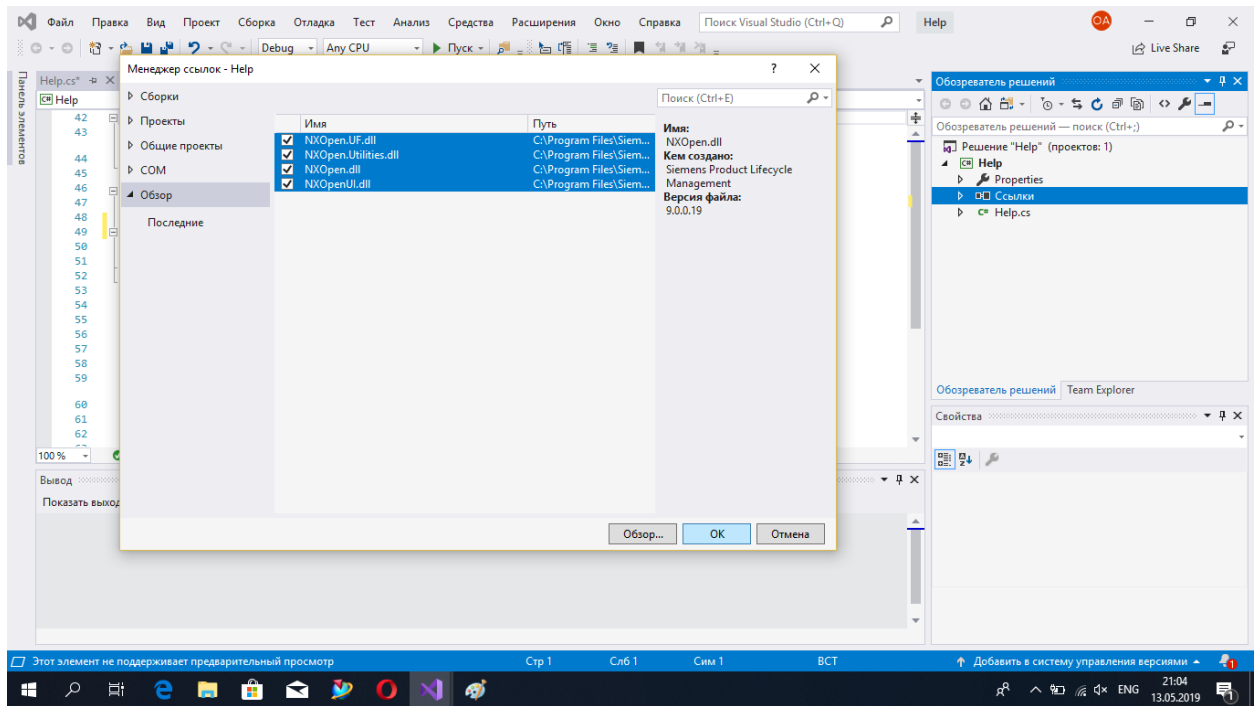 Файл Правка Вид Проект Сборка Отладка Тест Анализ Средства Расширения Окно Справка Поиск Visual Studio (Ctrl+Q) Help OA
Debug Any CPU Пуск Live Share
Панель элементов
Help.cs*
Help
42
43
44
45
46
47
48
49
50
51
52
53
54
55
56
57
58
59
60
61
62
100 %
Менеджер ссылок - Help ?
Сборки
Проекты
Общие проекты
COM
Обзор
Последние
Имя Путь
NXOpen.UF.dll C:\Program Files\Siem...
NXOpen.Utilities.dll C:\Program Files\Siem...
NXOpen.dll C:\Program Files\Siem...
NXOpenUI.dll C:\Program Files\Siem...
Поиск (Ctrl+E)
Имя:
NXOpen.dll
Кем создано:
Siemens Product Lifecycle
Management
Версия файла:
9.0.0.19
Обзор... OK Отмена
Вывод
Показать выход
Обозреватель решений
Обозреватель решений — поиск (Ctrl+;)
Решение "Help" (проектов: 1)
C# Help
Properties
Ссылки
C# Help.cs
Обозреватель решений Team Explorer
Свойства
Этот элемент не поддерживает предварительный просмотр Стр 1 Слб 1 Сим 1 ВСТ Добавить в систему управления версиями
ENG 21:04
13.05.2019